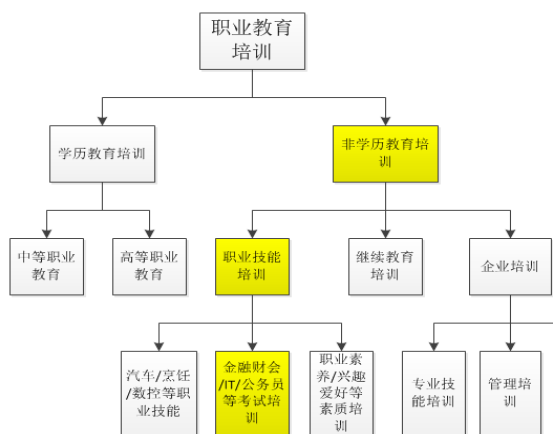 职业教育
培训
学历教育培训
非学历教育培
训
中等职业
教育
高等职业
教育
职业技能
培训
继续教育
培训
企业培训
汽车/烹饪
/数控等职
业技能
金融财会
/IT/公务员
等考试培
训
职业素
养/兴趣
爱好等
素质培训
专业技
能培训
管理培训